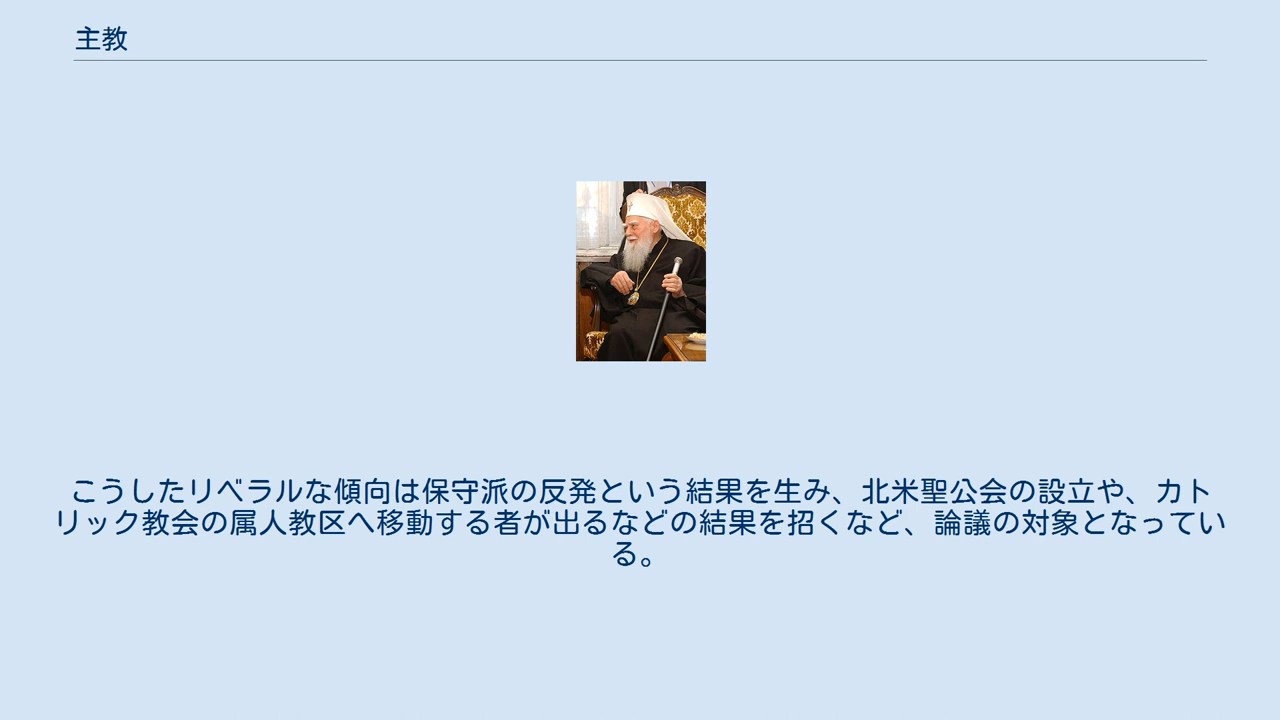 主教
こうしたリベラルな傾向は保守派の反発という結果を生み、北米聖公会の設立や、カト
リック教会の属人教区へ移動する者が出るなどの結果を招くなど、論議の対象となってい
る。